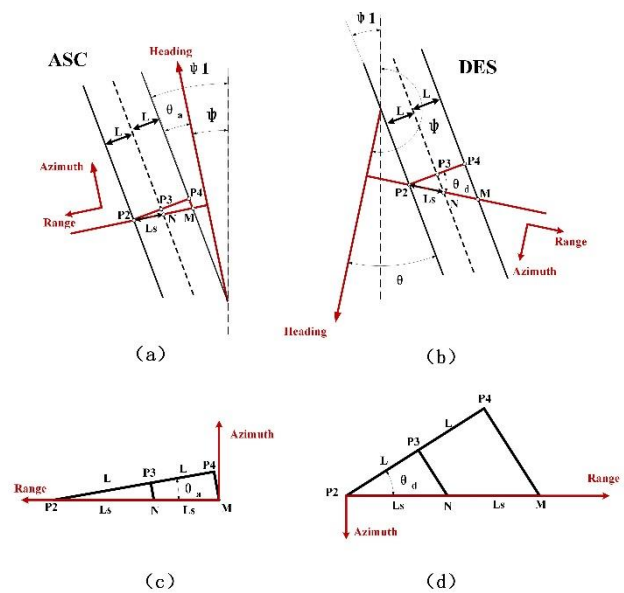 ASC
Heading
ψ1
θa
ψ
L
L
Azimuth
Range
P2
P3
P4
Ls
N
M
(a)
ψ1
DES
L
L
ψ
P3
P4
P2
θd
Ls
N
M
Range
Azimuth
θ
Heading
(b)
Azimuth
P4
L
P3
L
θa
Range
P2
Ls
N
Ls
M
(c)
P4
L
P3
L
θd
Range
P2
Ls
N
Ls
M
Azimuth
(d)